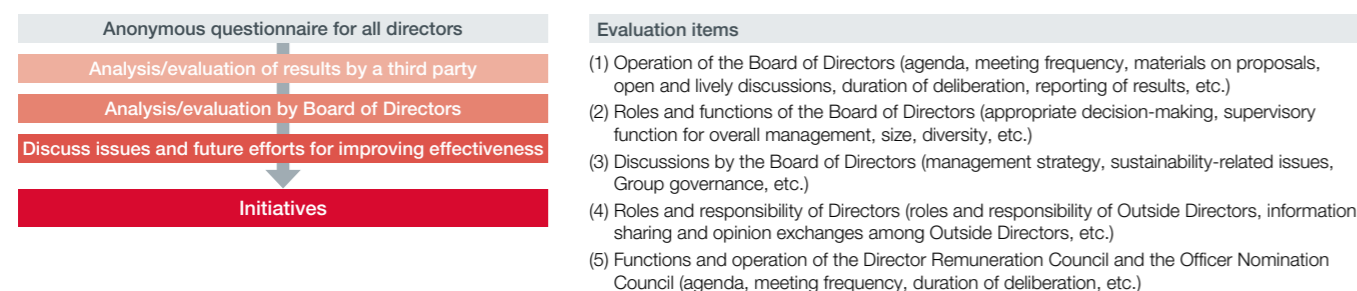 Anonymous questionnaire for all directors
Analysis/evaluation of results by a third party
Analysis/evaluation by Board of Directors
Discuss issues and future efforts for improving effectiveness
Initiatives
Evaluation items
(1) Operation of the Board of Directors (agenda, meeting frequency, materials on proposals,
open and lively discussions, duration of deliberation, reporting of results, etc.)
(2) Roles and functions of the Board of Directors (appropriate decision-making, supervisory
function for overall management, size, diversity, etc.)
(3) Discussions by the Board of Directors (management strategy, sustainability-related issues,
Group governance, etc.)
(4) Roles and responsibility of Directors (roles and responsibility of Outside Directors, information
sharing and opinion exchanges among Outside Directors, etc.)
(5) Functions and operation of the Director Remuneration Council and the Officer Nomination
Council (agenda, meeting frequency, duration of deliberation, etc.)